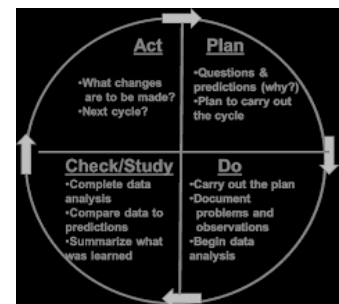 Act
•What changes
are to be made?
•Next cycle?
Plan
•Questions &
predictions (why?)
•Plan to carry out
the cycle
Check/Study
•Complete data
analysis
•Compare data to
predictions
•Summarize what
was learned
Do
•Carry out the plan
•Document
problems and
observations
•Begin data
analysis